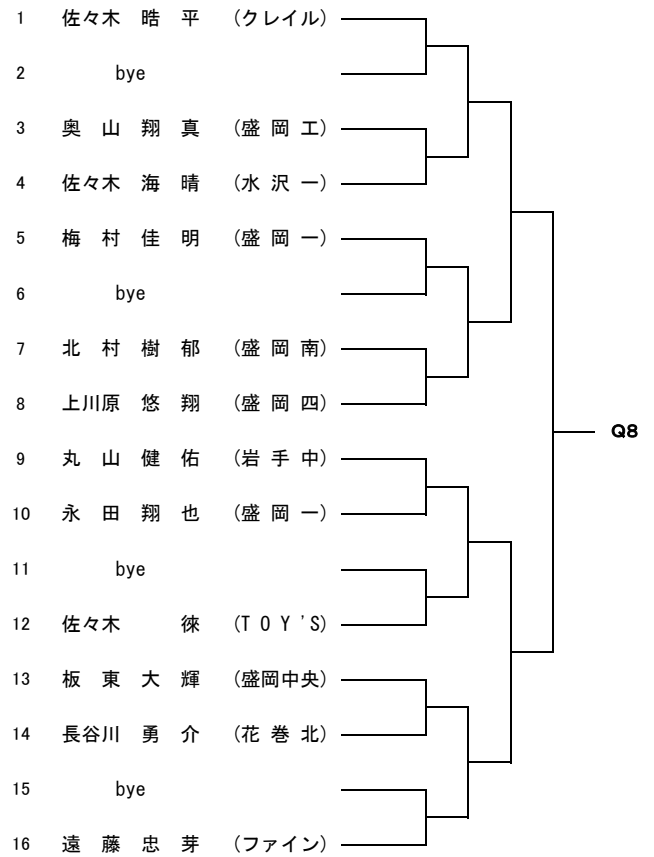 1 佐々木 晧 平 (クレイル)
2 bye
3 奥 山 翔 真 (盛 岡 工)
4 佐々木 海 晴 (水 沢 一)
5 梅 村 佳 明 (盛 岡 一)
6 bye
7 北 村 樹 郁 (盛 岡 南)
8 上川原 悠 翔 (盛 岡 四)
Q8
9 丸 山 健 佑 (岩 手 中)
10 永 田 翔 也 (盛 岡 一)
11 bye
12 佐々木 徠 (T O Y 'S)
13 板 東 大 輝 (盛岡中央)
14 長谷川 勇 介 (花 巻 北)
15 bye
16 遠 藤 忠 芽 (ファイン)